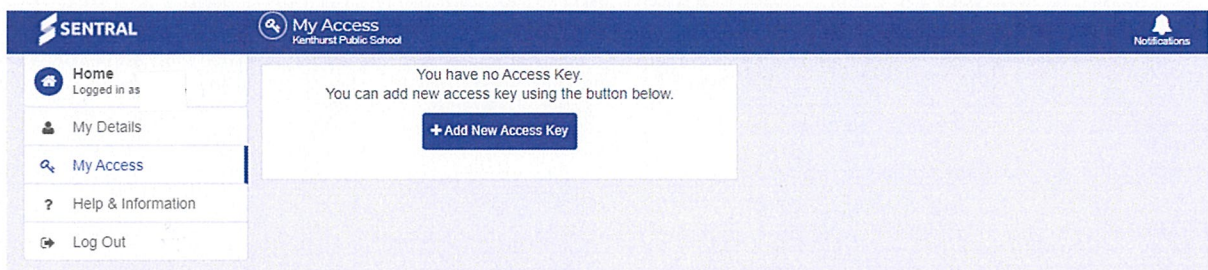 SENTRAL
My Access
Kenthurst Public School
Notifications
Home
Logged in as
My Details
My Access
Help & Information
Log Out
You have no Access Key.
You can add new access key using the button below.
+ Add New Access Key